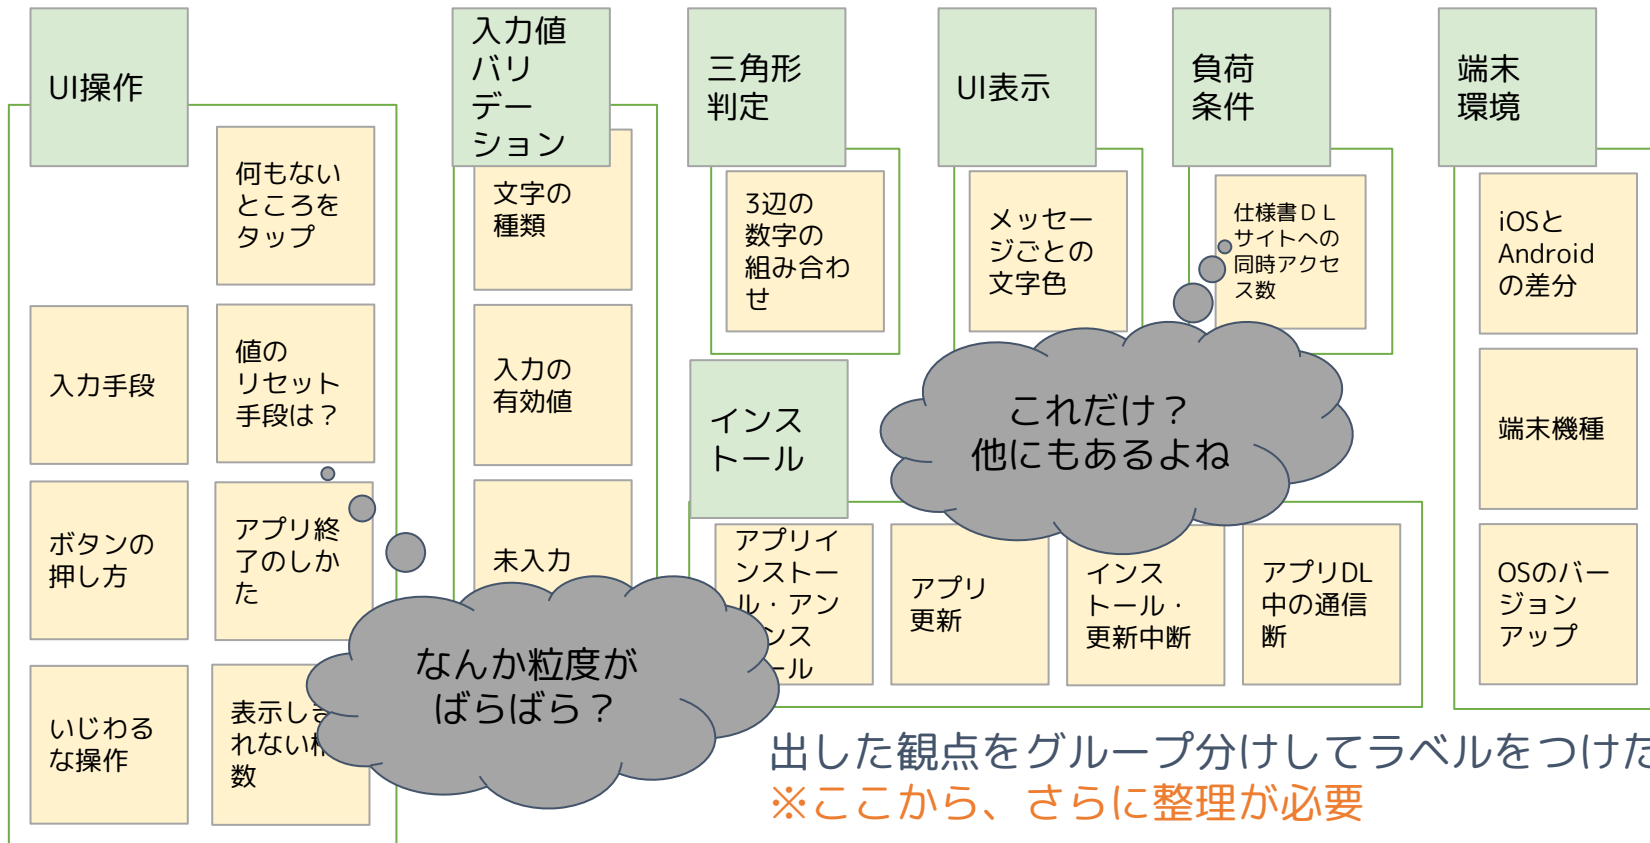 UI操作
何もない
ところを
タップ
入力手段
値の
リセット
手段は？
ボタンの
押し方
アプリ終
了のしか
た
いじわる
な操作
表示しき
れない桁
数
入力値
バリ
デー
ション
文字の
種類
入力の
有効値
未入力
三角形
判定
3辺の
数字の
組み合わ
せ
UI表示
メッセー
ジごとの
文字色
負荷
条件
仕様書ＤＬ
サイトへの
同時アクセ
ス数
端末
環境
iOSと
Android
の差分
端末機種
OSのバー
ジョン
アップ
インス
トール
アプリイ
ンストー
ル・アン
ンス
ール
アプリ
更新
インス
トール・
更新中断
アプリDL
中の通信
断
これだけ？
他にもあるよね
なんか粒度が
ばらばら？
出した観点をグループ分けしてラベルをつけた
※ここから、さらに整理が必要